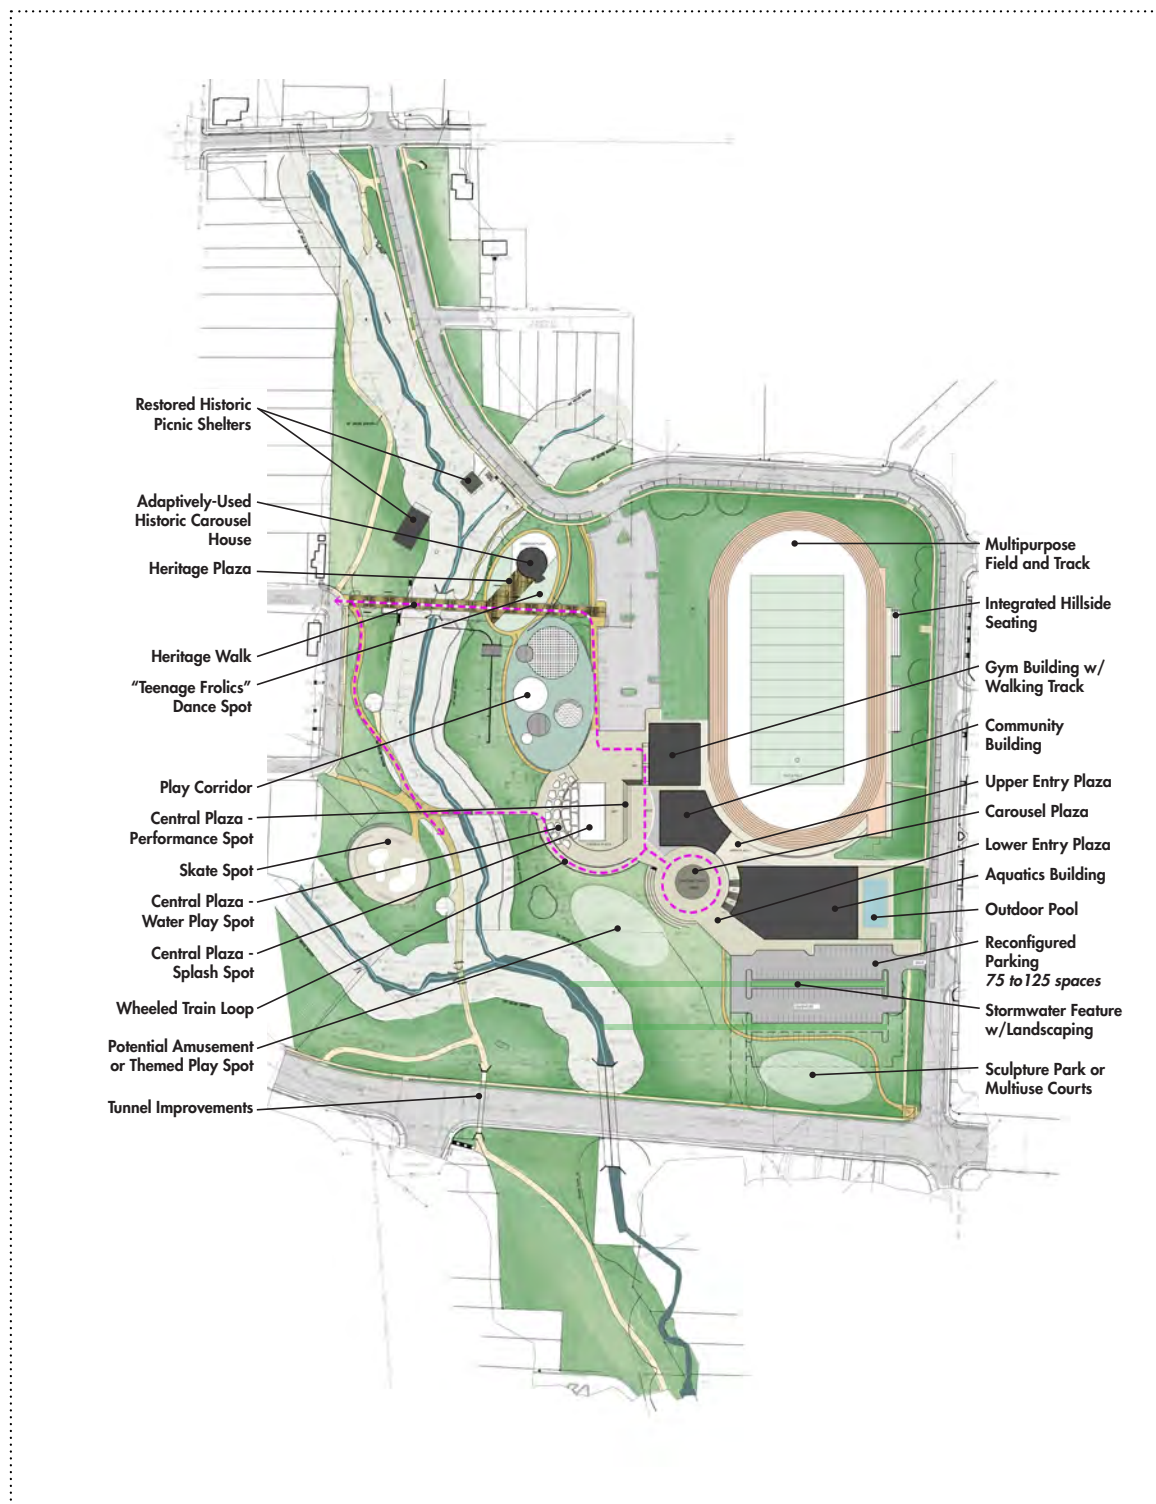 Restored Historic
Picnic Shelters
Adaptively-Used
Historic Carousel
House
Heritage Plaza
Heritage Walk
“Teenage Frolics”
Dance Spot
Play Corridor
Central Plaza -
Performance Spot
Skate Spot
Central Plaza -
Water Play Spot
Central Plaza -
Splash Spot
Wheeled Train Loop
Potential Amusement
or Themed Play Spot
Tunnel Improvements
Multipurpose
Field and Track
Integrated Hillside
Seating
Gym Building w/
Walking Track
Community
Building
Upper Entry Plaza
Carousel Plaza
Lower Entry Plaza
Aquatics Building
Outdoor Pool
Reconfigured
Parking
75 to125 spaces
Stormwater Feature
w/Landscaping
Sculpture Park or
Multiuse Courts